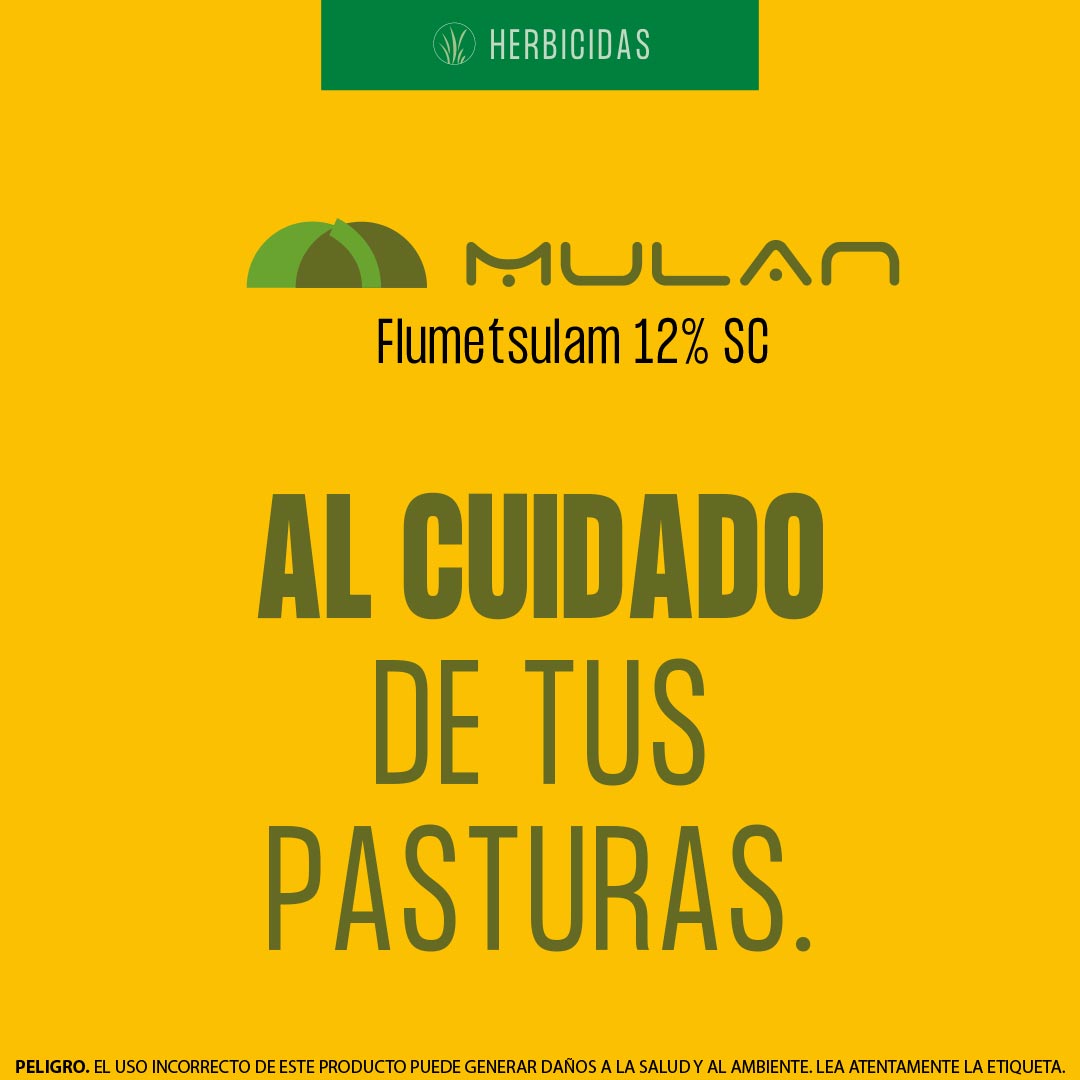 HERBICIDAS
MULAN
Flumetsulam 12% SC
AL CUIDADO
DE TUS
PASTURAS.
PELIGRO. EL USO INCORRECTO DE ESTE PRODUCTO PUEDE GENERAR DAÑOS A LA SALUD Y AL AMBIENTE. LEA ATENTAMENTE LA ETIQUETA.